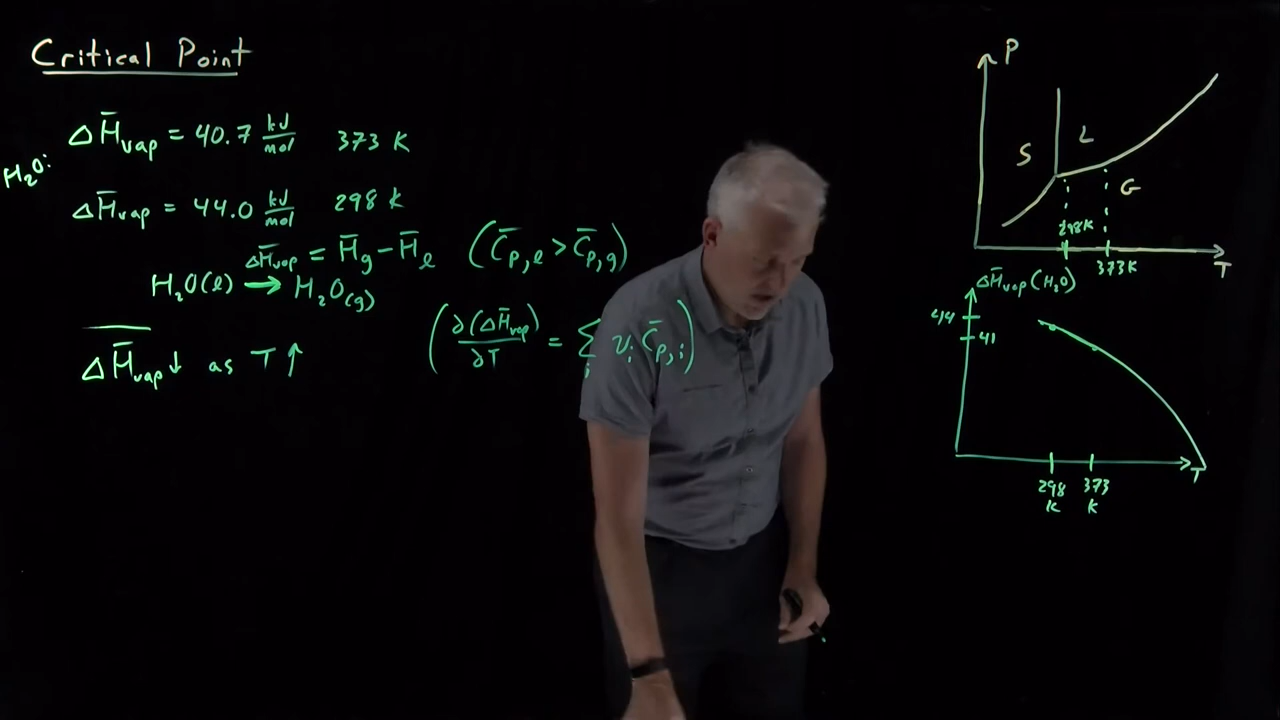 Critical Point
ΔH̄vap = 40.7 kJ/mol 373 K
H₂O:
ΔH̄vap = 44.0 kJ/mol 298 K
ΔH̄vap = H̄g − H̄ℓ (C̄p,ℓ > C̄p,g)
H₂O(ℓ) → H₂O(g)
(∂(ΔH̄vap)/∂T = Σi νi C̄p,i)
ΔH̄vap↓ as T↑
P
S L
G
298K
373K
T
ΔH̄vap (H₂O)
44
41
T
298 K
373 K